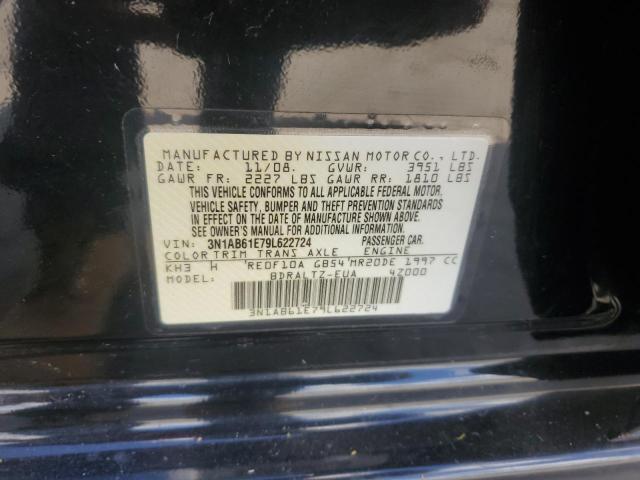 MANUFACTURED BY NISSAN MOTOR CO., LTD.
DATE: 11/08. GVWR: 3951 LBS
GAWR FR: 2227 LBS GAWR RR: 1810 LBS
THIS VEHICLE CONFORMS TO ALL APPLICABLE FEDERAL MOTOR.
VEHICLE SAFETY, BUMPER AND THEFT PREVENTION STANDARDS
IN EFFECT ON THE DATE OF MANUFACTURE SHOWN ABOVE.
SEE OWNER'S MANUAL FOR ADDITIONAL INFORMATION.
VIN: 3N1AB61E79L622724 PASSENGER CAR.
COLOR TRIM TRANS AXLE ENGINE
KH3 H RE0F10A GB54 MR20DE 1997 CC
MODEL: BDRALTZ-EUA 4Z000
3N1AB61E79L622724